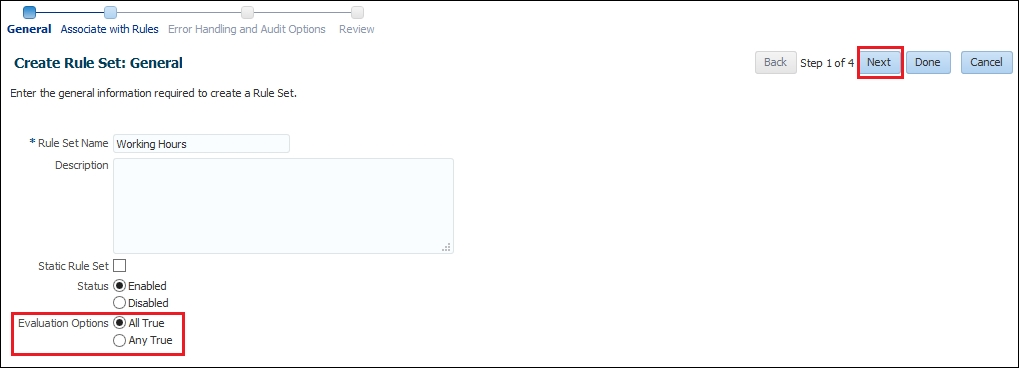 General Associate with Rules Error Handling and Audit Options Review
Create Rule Set: General
Back Step 1 of 4 Next Done Cancel
Enter the general information required to create a Rule Set.
* Rule Set Name Working Hours
Description
Static Rule Set
Status Enabled
Disabled
Evaluation Options All True
Any True